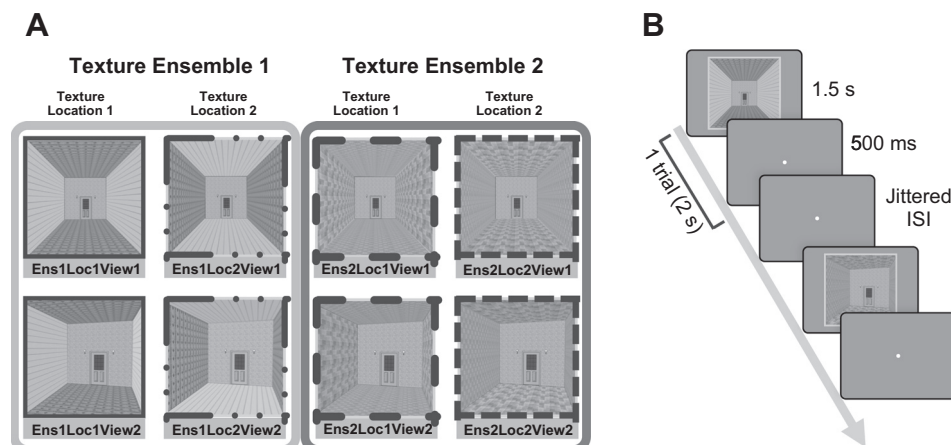 A
Texture Ensemble 1
Texture Ensemble 2
Texture
Location 1
Texture
Location 2
Texture
Location 1
Texture
Location 2
Ens1Loc1View1
Ens1Loc2View1
Ens2Loc1View1
Ens2Loc2View1
Ens1Loc1View2
Ens1Loc2View2
Ens2Loc1View2
Ens2Loc2View2
B
1.5 s
500 ms
Jittered
ISI
1 trial (2 s)